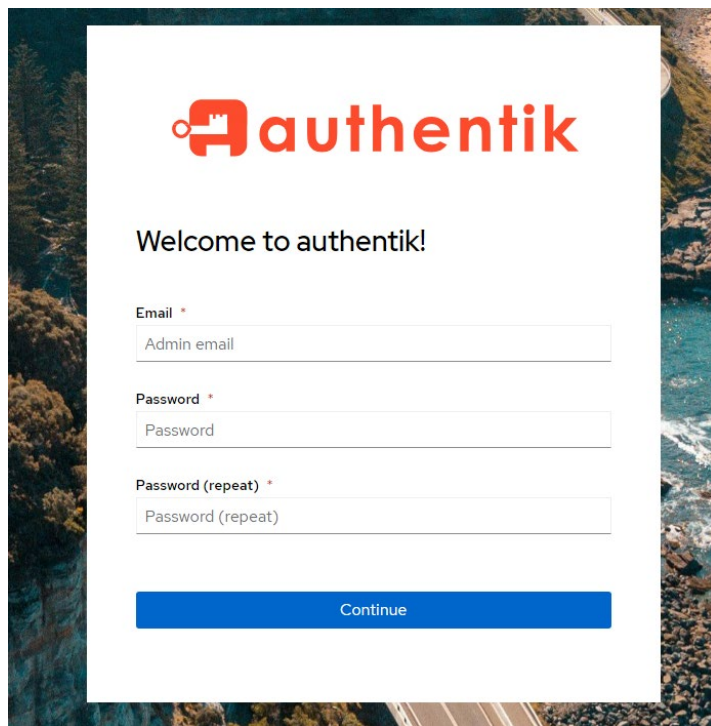 authentik
Welcome to authentik!
Email *
Admin email
Password *
Password
Password (repeat) *
Password (repeat)
Continue